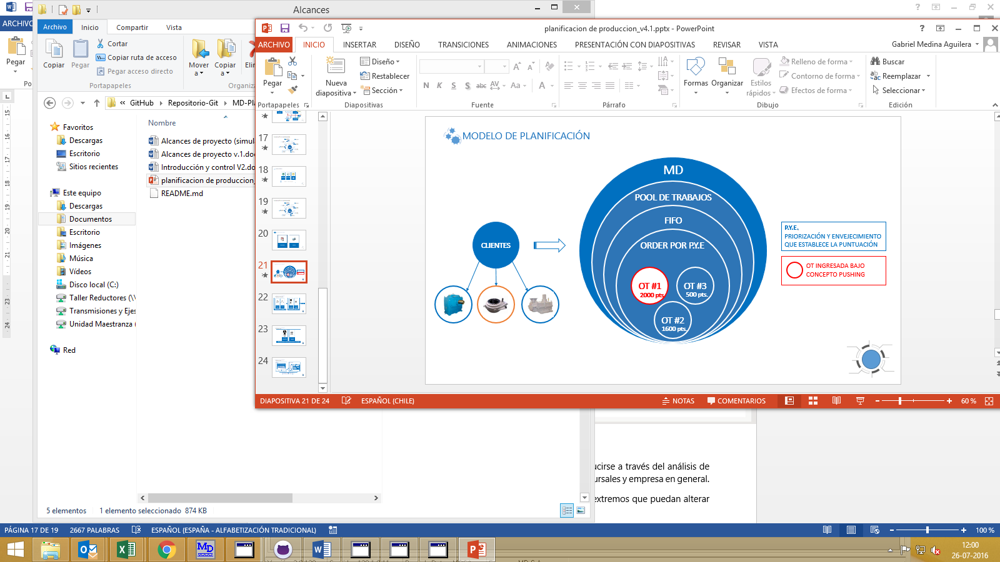 Alcances
ARCHIVO
Archivo
Inicio
Compartir
Vista
Pegar
Copiar
Pegar
Cortar
Copiar ruta de acceso
Pegar acceso directo
Portapapeles
Mover a
Copiar a
GitHub
Repositorio-Git
Favoritos
Descargas
Escritorio
Sitios recientes
Este equipo
Descargas
Documentos
Escritorio
Imágenes
Música
Vídeos
Disco local (C:)
Taller Reductores (\\
Transmisiones y Ejes
Unidad Maestranza (
Red
Nombre
Alcances de proyecto (simul
Alcances de proyecto v.1.do
Introducción y control V2.do
planificacion de produccion_
README.md
5 elementos
1 elemento seleccionado 874 KB
planificacion de produccion_v4.1.pptx - PowerPoint
ARCHIVO
INICIO
INSERTAR
DISEÑO
TRANSICIONES
ANIMACIONES
PRESENTACIÓN CON DIAPOSITIVAS
REVISAR
VISTA
Gabriel Medina Aguilera
Pegar
Portapapeles
Nueva
diapositiva
Diseño
Restablecer
Sección
Diapositivas
N K S S abc AV Aa A
Fuente
Párrafo
Formas
Organizar
Estilos
rápidos
Relleno de forma
Contorno de forma
Efectos de forma
Dibujo
Buscar
Reemplazar
Seleccionar
Edición
17
18
19
20
21
22
23
24
MODELO DE PLANIFICACIÓN
CLIENTES
MD
POOL DE TRABAJOS
FIFO
ORDER POR P.Y.E
OT #1
2000 pts.
OT #3
500 pts.
OT #2
1600 pts.
P.Y.E,
PRIORIZACIÓN Y ENVEJECIMIENTO
QUE ESTABLECE LA PUNTUACIÓN
OT INGRESADA BAJO
CONCEPTO PUSHING
DIAPOSITIVA 21 DE 24
ESPAÑOL (CHILE)
NOTAS
COMENTARIOS
60 %
ucirse a través del análisis de
ursales y empresa en general.
extremos que puedan alterar
PÁGINA 17 DE 19
2667 PALABRAS
ESPAÑOL (ESPAÑA - ALFABETIZACIÓN TRADICIONAL)
100 %
12:00
26-07-2016